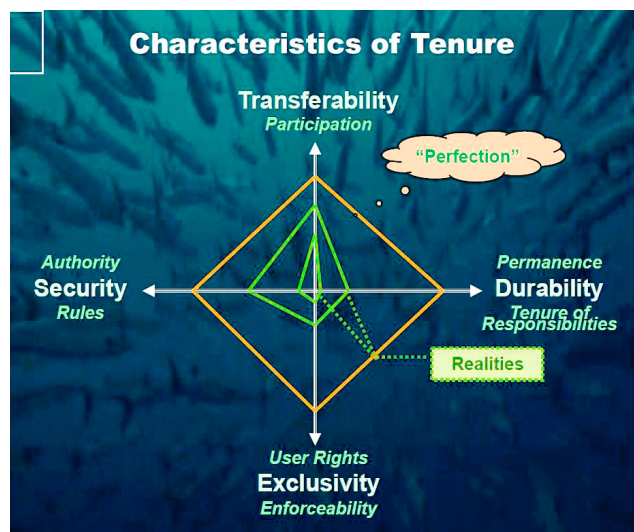 Characteristics of Tenure
Transferability
Participation
“Perfection”
Authority
Security
Rules
Permanence
Durability
Tenure of
Responsibilities
Realities
User Rights
Exclusivity
Enforceability